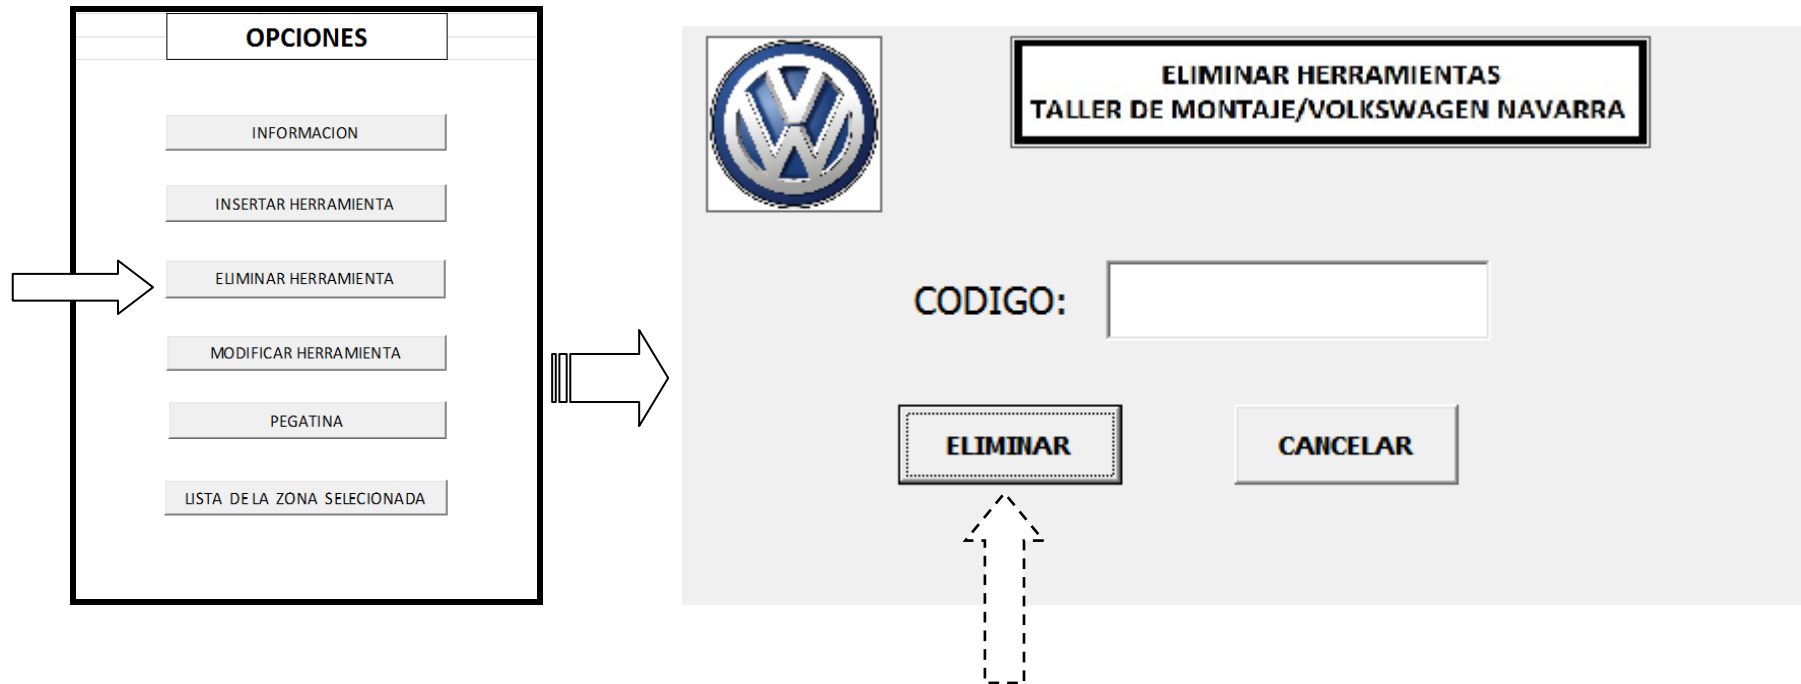 OPCIONES
INFORMACION
INSERTAR HERRAMIENTA
ELIMINAR HERRAMIENTA
MODIFICAR HERRAMIENTA
PEGATINA
LISTA DE LA ZONA SELECIONADA
ELIMINAR HERRAMIENTAS
TALLER DE MONTAJE/VOLKSWAGEN NAVARRA
CODIGO:
ELIMINAR
CANCELAR